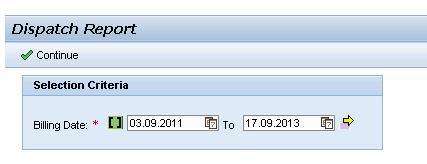 Dispatch Report
Continue
Selection Criteria
Billing Date: * 03.09.2011 To 17.09.2013